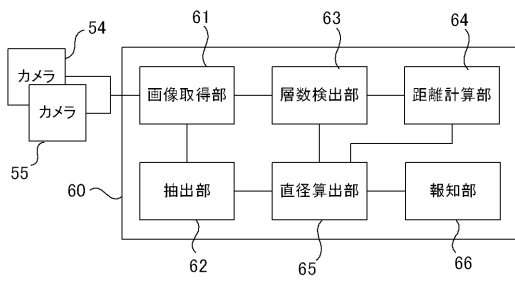 54
61
63
64
カメラ
カメラ
画像取得部
層数検出部
距離計算部
55
60
抽出部
直径算出部
報知部
62
65
66